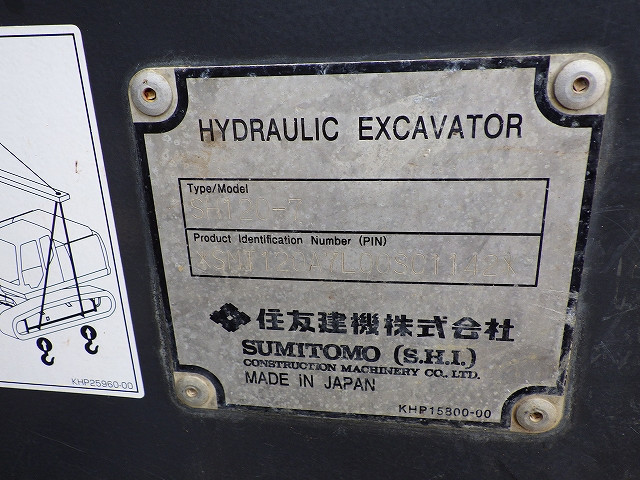 HYDRAULIC EXCAVATOR
Type/Model
Product Identification Number (PIN)
住友建機株式会社
SUMITOMO (S.H.I.)
CONSTRUCTION MACHINERY CO., LTD.
MADE IN JAPAN
KHP15800-00
KHP25960-00